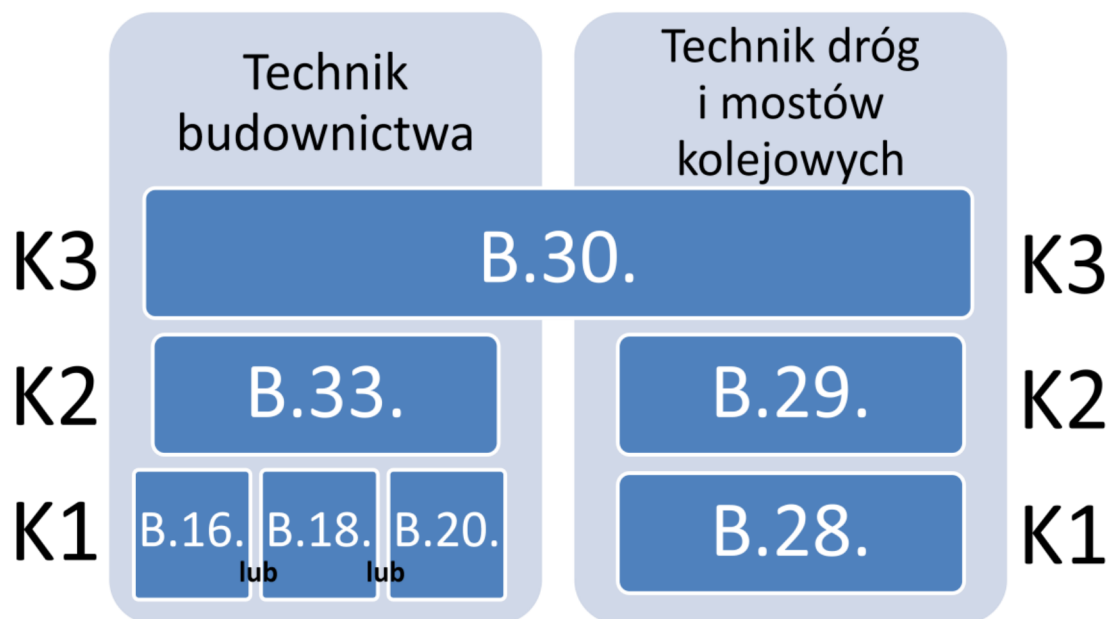 Technik
budownictwa
Technik dróg
i mostów
kolejowych
K3
B.30.
K3
K2
B.33.
B.29.
K2
K1
B.16.
lub
B.18.
lub
B.20.
B.28.
K1